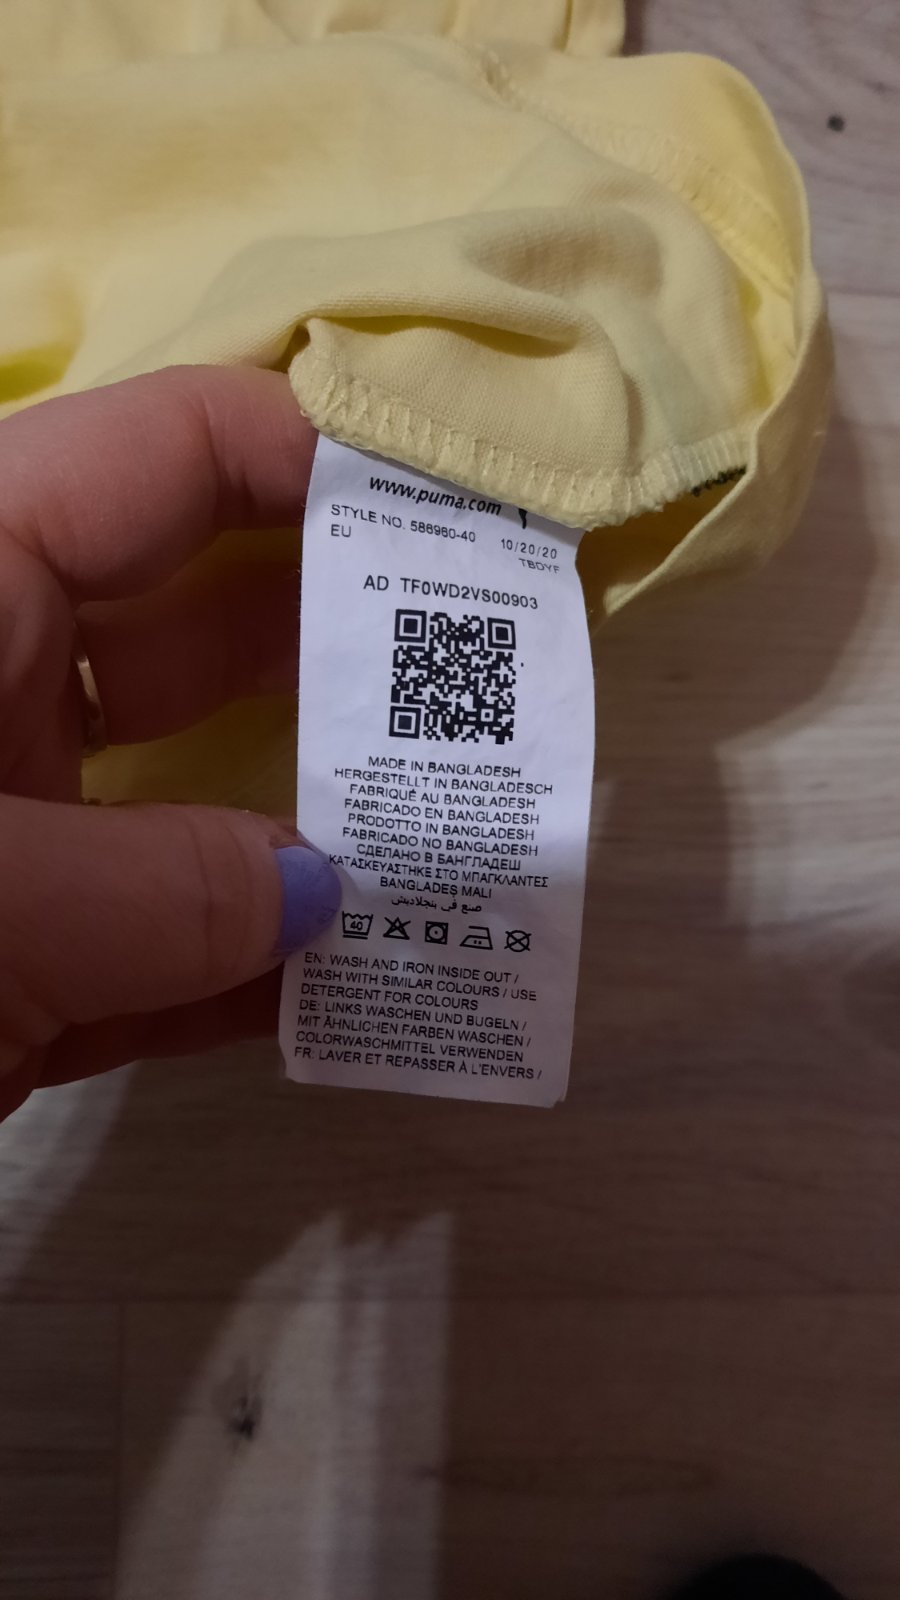 www.puma.com
STYLE NO. 586960-40 10/20/20
EU TBDYF
AD TF0WD2VS00903
MADE IN BANGLADESH
HERGESTELLT IN BANGLADESCH
FABRIQUÉ AU BANGLADESH
FABRICADO EN BANGLADESH
PRODOTTO IN BANGLADESH
FABRICADO NO BANGLADESH
СДЕЛАНО В БАНГЛАДЕШ
ΚΑΤΑΣΚΕΥΑΣΤΗΚΕ ΣΤΟ ΜΠΑΓΚΛΑΝΤΕΣ
BANGLADEŞ MALI
صنع في بنجلاديش
40
EN: WASH AND IRON INSIDE OUT /
WASH WITH SIMILAR COLOURS / USE
DETERGENT FOR COLOURS
DE: LINKS WASCHEN UND BUGELN /
MIT ÄHNLICHEN FARBEN WASCHEN /
COLORWASCHMITTEL VERWENDEN
FR: LAVER ET REPASSER À L'ENVERS /